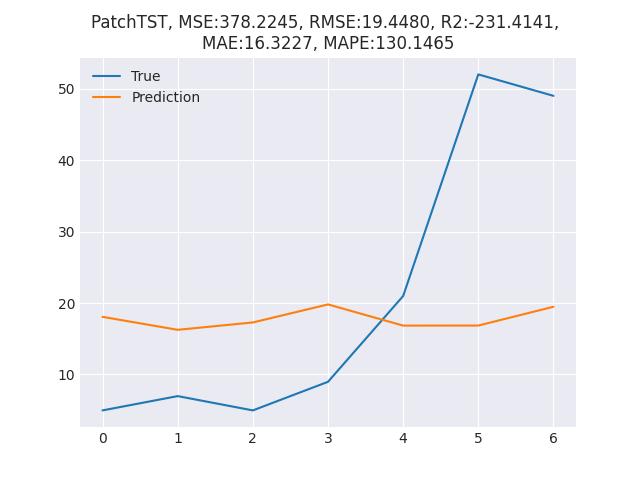 PatchTST, MSE:378.2245, RMSE:19.4480, R2:-231.4141,
MAE:16.3227, MAPE:130.1465
True
Prediction
50
40
30
20
10
0 1 2 3 4 5 6